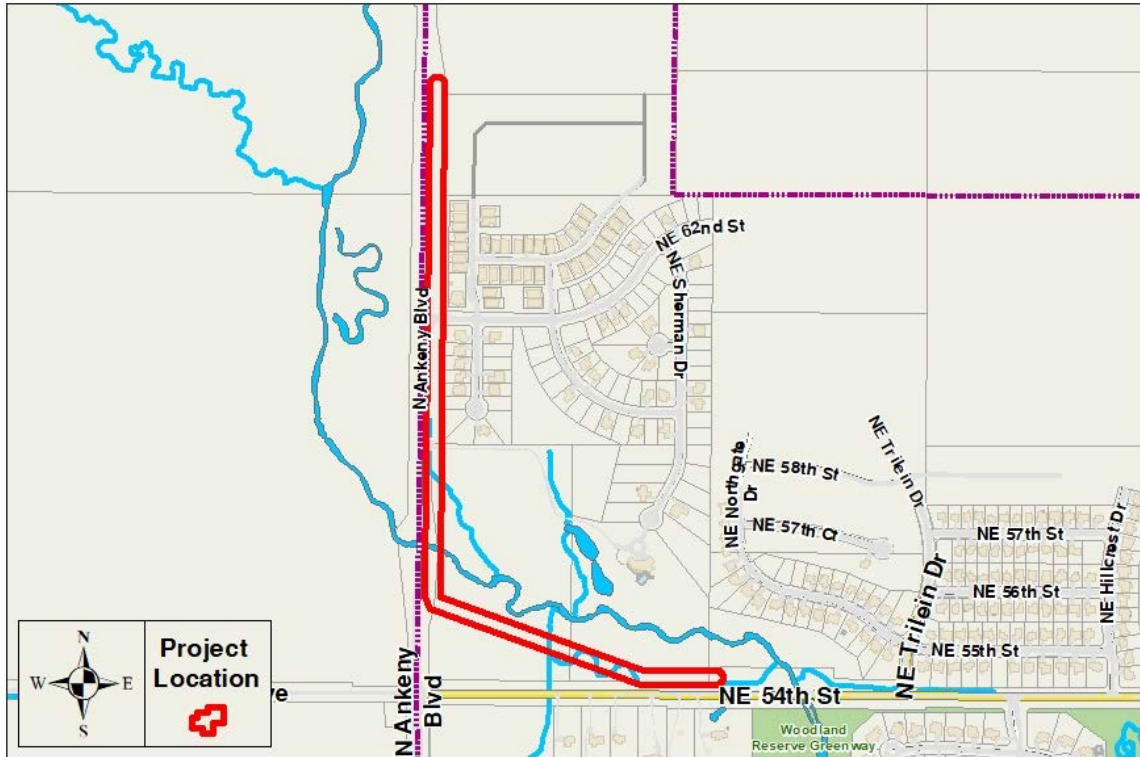 NE 62nd St
NE Sherman Dr
N Ankeny Blvd
NE Trilein Dr
NE Northgate
Dr
NE 58th St
NE 57th Ct
NE 57th St
NE Hillcrest Dr
NE 56th St
NE Trilein Dr
NE 55th St
N Ankeny
Blvd
NE 54th St
Woodland
Reserve Greenway
N
W
E
S
Project
Location
ve